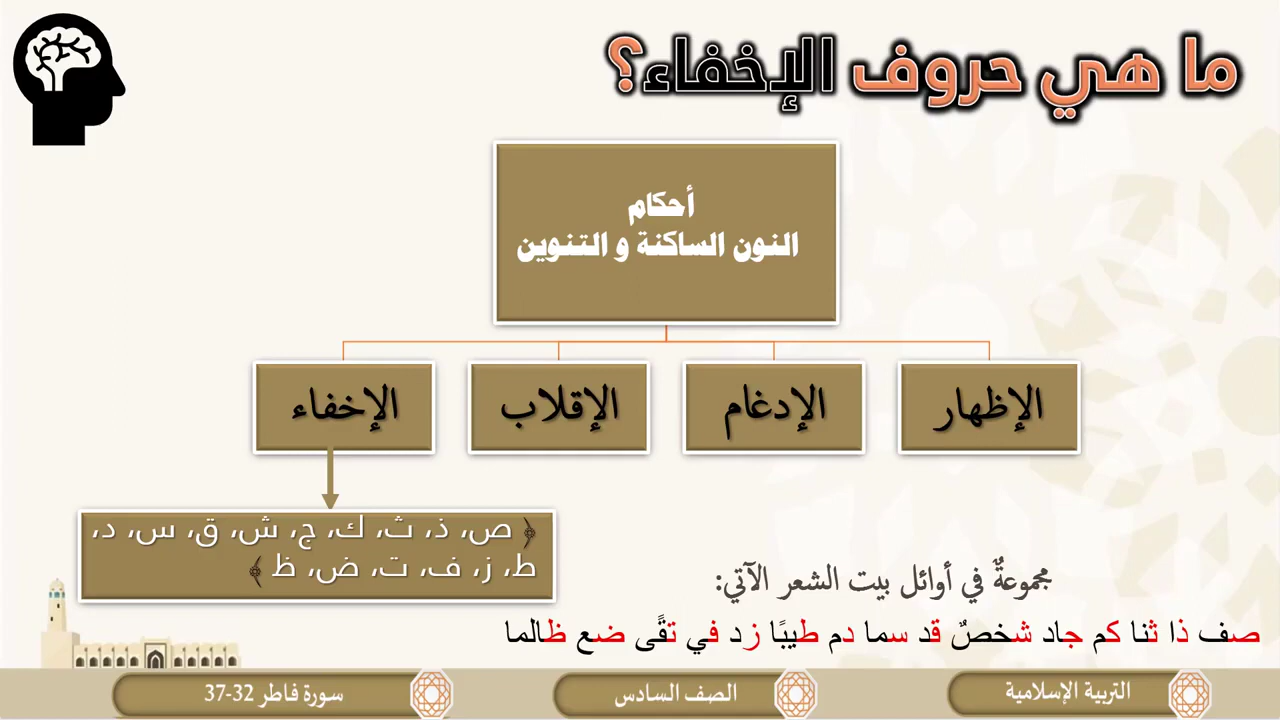 ما هي حروف الإخفاء؟
أحكام
النون الساكنة و التنوين
الإظهار
الإدغام
الإقلاب
الإخفاء
﴿ ص، ذ، ث، ك، ج، ش، ق، س، د،
ط، ز، ف، ت، ض، ظ ﴾
مجموعةٌ في أوائل بيت الشعر الآتي:
صف ذا ثنا كم جاد شخصٌ قد سما دم طيبًا زد في تقًى ضع ظالما
التربية الإسلامية
الصف السادس
سورة فاطر 32-37